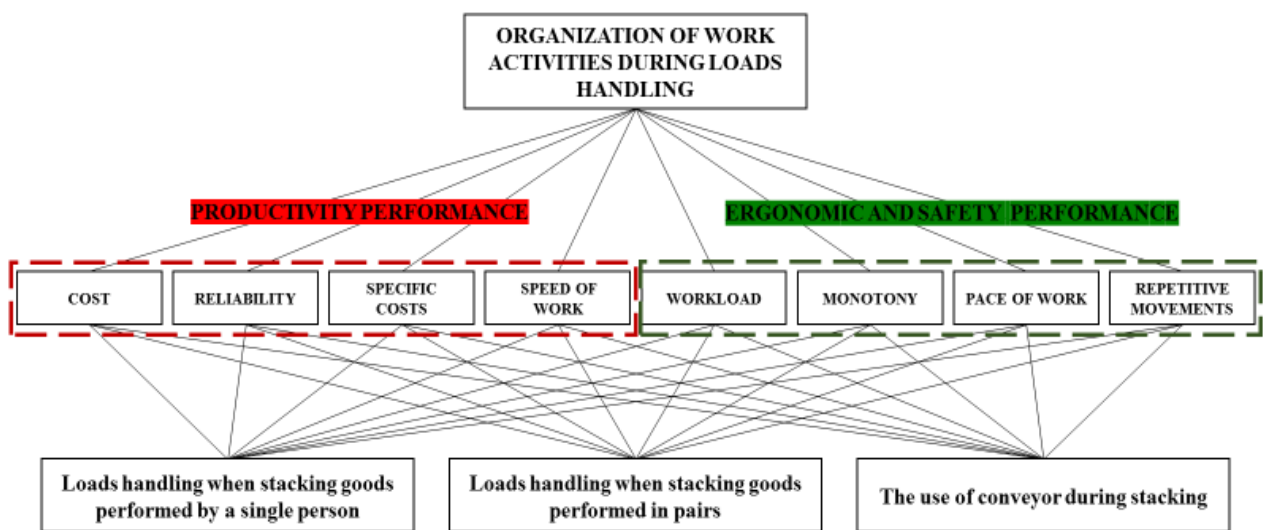 ORGANIZATION OF WORK
ACTIVITIES DURING LOADS
HANDLING
PRODUCTIVITY PERFORMANCE
ERGONOMIC AND SAFETY PERFORMANCE
COST
RELIABILITY
SPECIFIC
COSTS
SPEED OF
WORK
WORKLOAD
MONOTONY
PACE OF WORK
REPETITIVE
MOVEMENTS
Loads handling when stacking goods
performed by a single person
Loads handling when stacking goods
performed in pairs
The use of conveyor during stacking